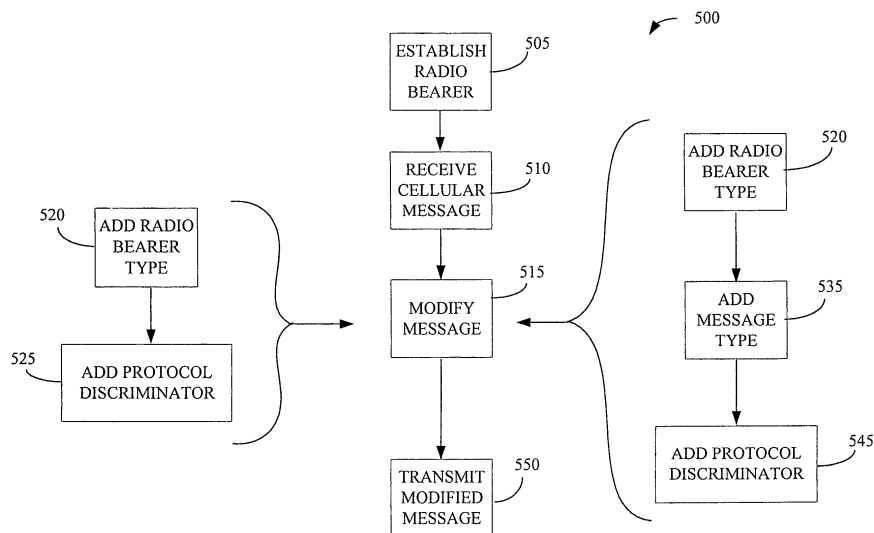 500
ESTABLISH
RADIO
BEARER
505
RECEIVE
CELLULAR
MESSAGE
510
MODIFY
MESSAGE
515
TRANSMIT
MODIFIED
MESSAGE
550
520
ADD RADIO
BEARER
TYPE
525
ADD PROTOCOL
DISCRIMINATOR
ADD RADIO
BEARER
TYPE
520
ADD
MESSAGE
TYPE
535
ADD PROTOCOL
DISCRIMINATOR
545